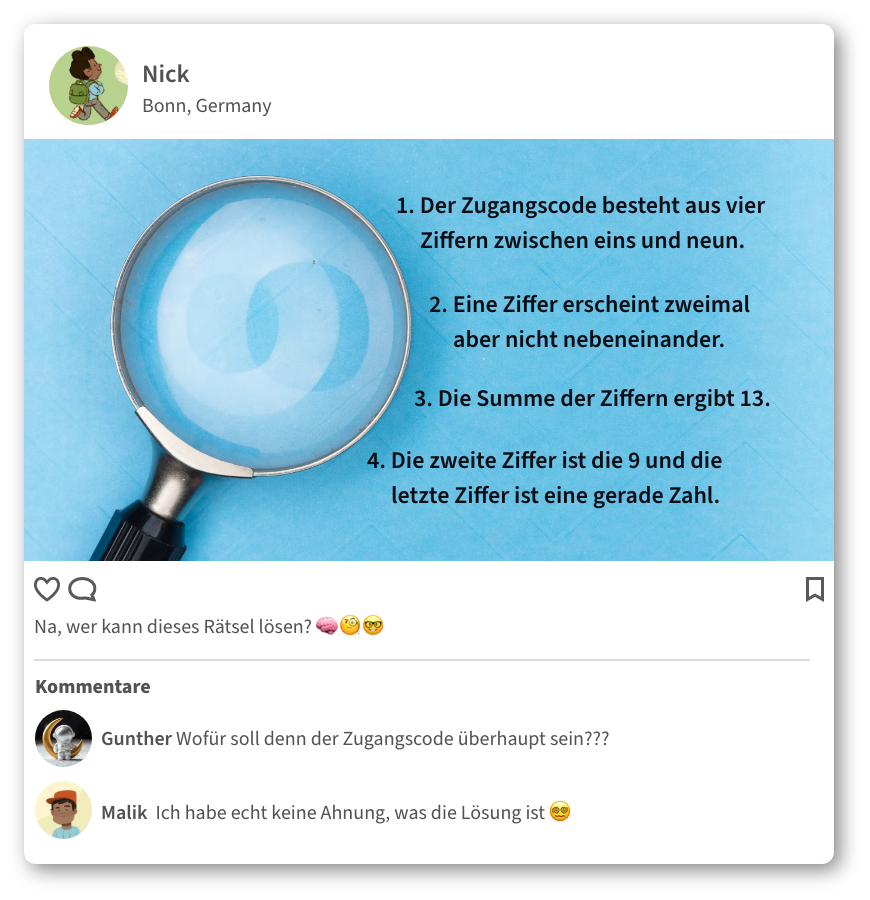 Nick
Bonn, Germany
1. Der Zugangscode besteht aus vier
Ziffern zwischen eins und neun.
2. Eine Ziffer erscheint zweimal
aber nicht nebeneinander.
3. Die Summe der Ziffern ergibt 13.
4. Die zweite Ziffer ist die 9 und die
letzte Ziffer ist eine gerade Zahl.
Na, wer kann dieses Rätsel lösen? 🧠🧐🤓
Kommentare
Gunther Wofür soll denn der Zugangscode überhaupt sein???
Malik Ich habe echt keine Ahnung, was die Lösung ist 😵‍💫